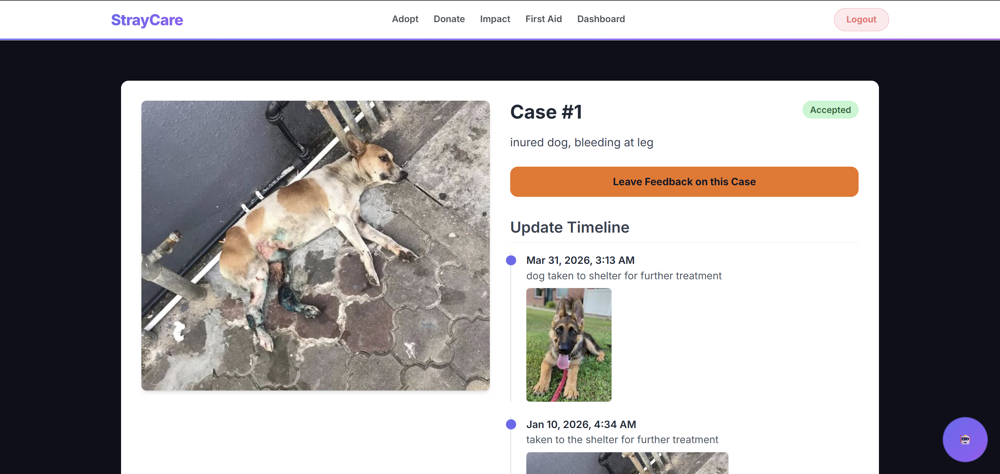 StrayCare
Adopt
Donate
Impact
First Aid
Dashboard
Logout
Case #1
Accepted
inured dog, bleeding at leg
Leave Feedback on this Case
Update Timeline
Mar 31, 2026, 3:13 AM
dog taken to shelter for further treatment
Jan 10, 2026, 4:34 AM
taken to the shelter for further treatment